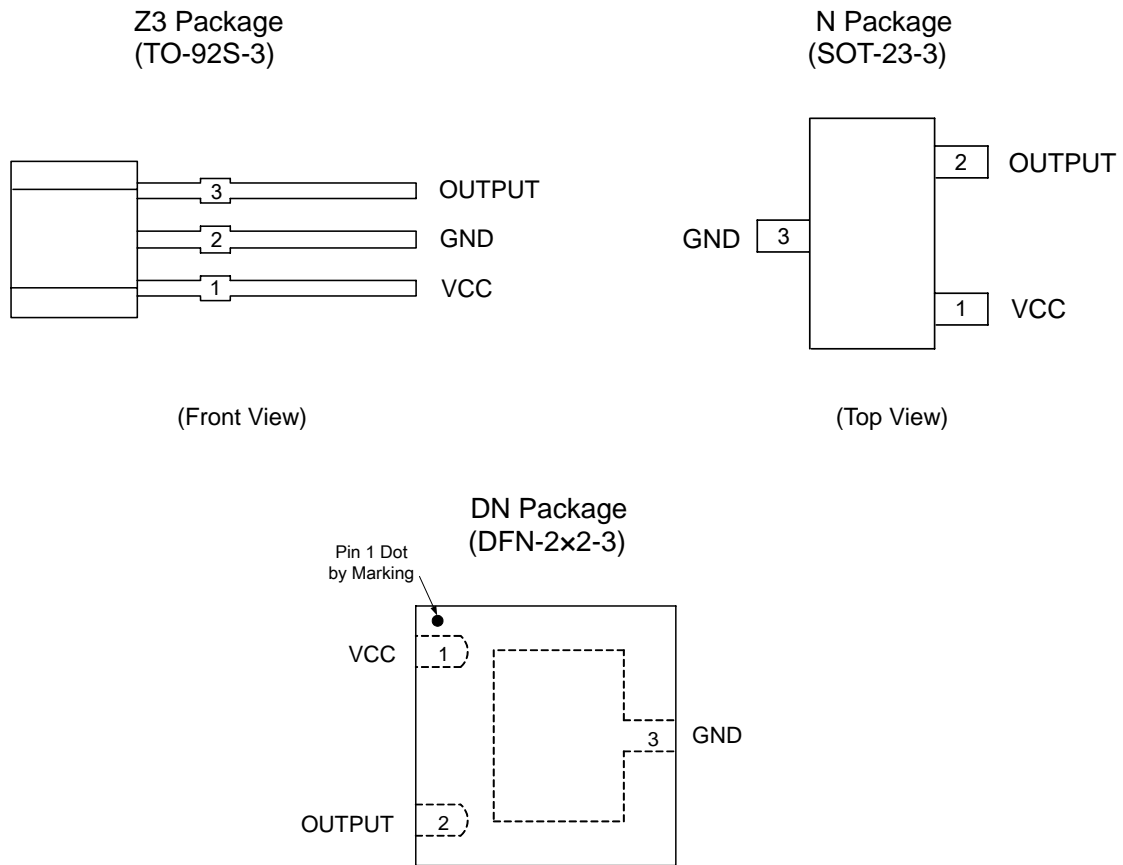 Z3 Package
(TO-92S-3)
3 OUTPUT
2 GND
1 VCC
(Front View)
N Package
(SOT-23-3)
2 OUTPUT
GND 3
1 VCC
(Top View)
DN Package
(DFN-2×2-3)
Pin 1 Dot
by Marking
VCC 1
3 GND
OUTPUT 2